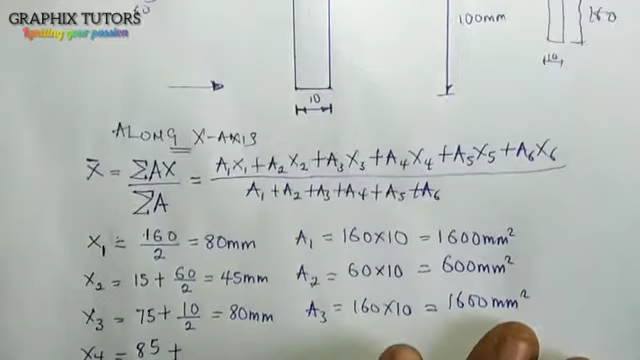 GRAPHIX TUTORS
Igniting your passion
60
100mm
160
10
10
ALONG X-AXIS
X̄ = ΣAX / ΣA = A₁X₁+A₂X₂+A₃X₃+A₄X₄+A₅X₅+A₆X₆ / A₁+A₂+A₃+A₄+A₅+A₆
X₁ = 160/2 = 80mm A₁ = 160×10 = 1600mm²
X₂ = 15 + 60/2 = 45mm A₂ = 60×10 = 600mm²
X₃ = 75 + 10/2 = 80mm A₃ = 160×10 = 1600mm²
X₄ = 85 +